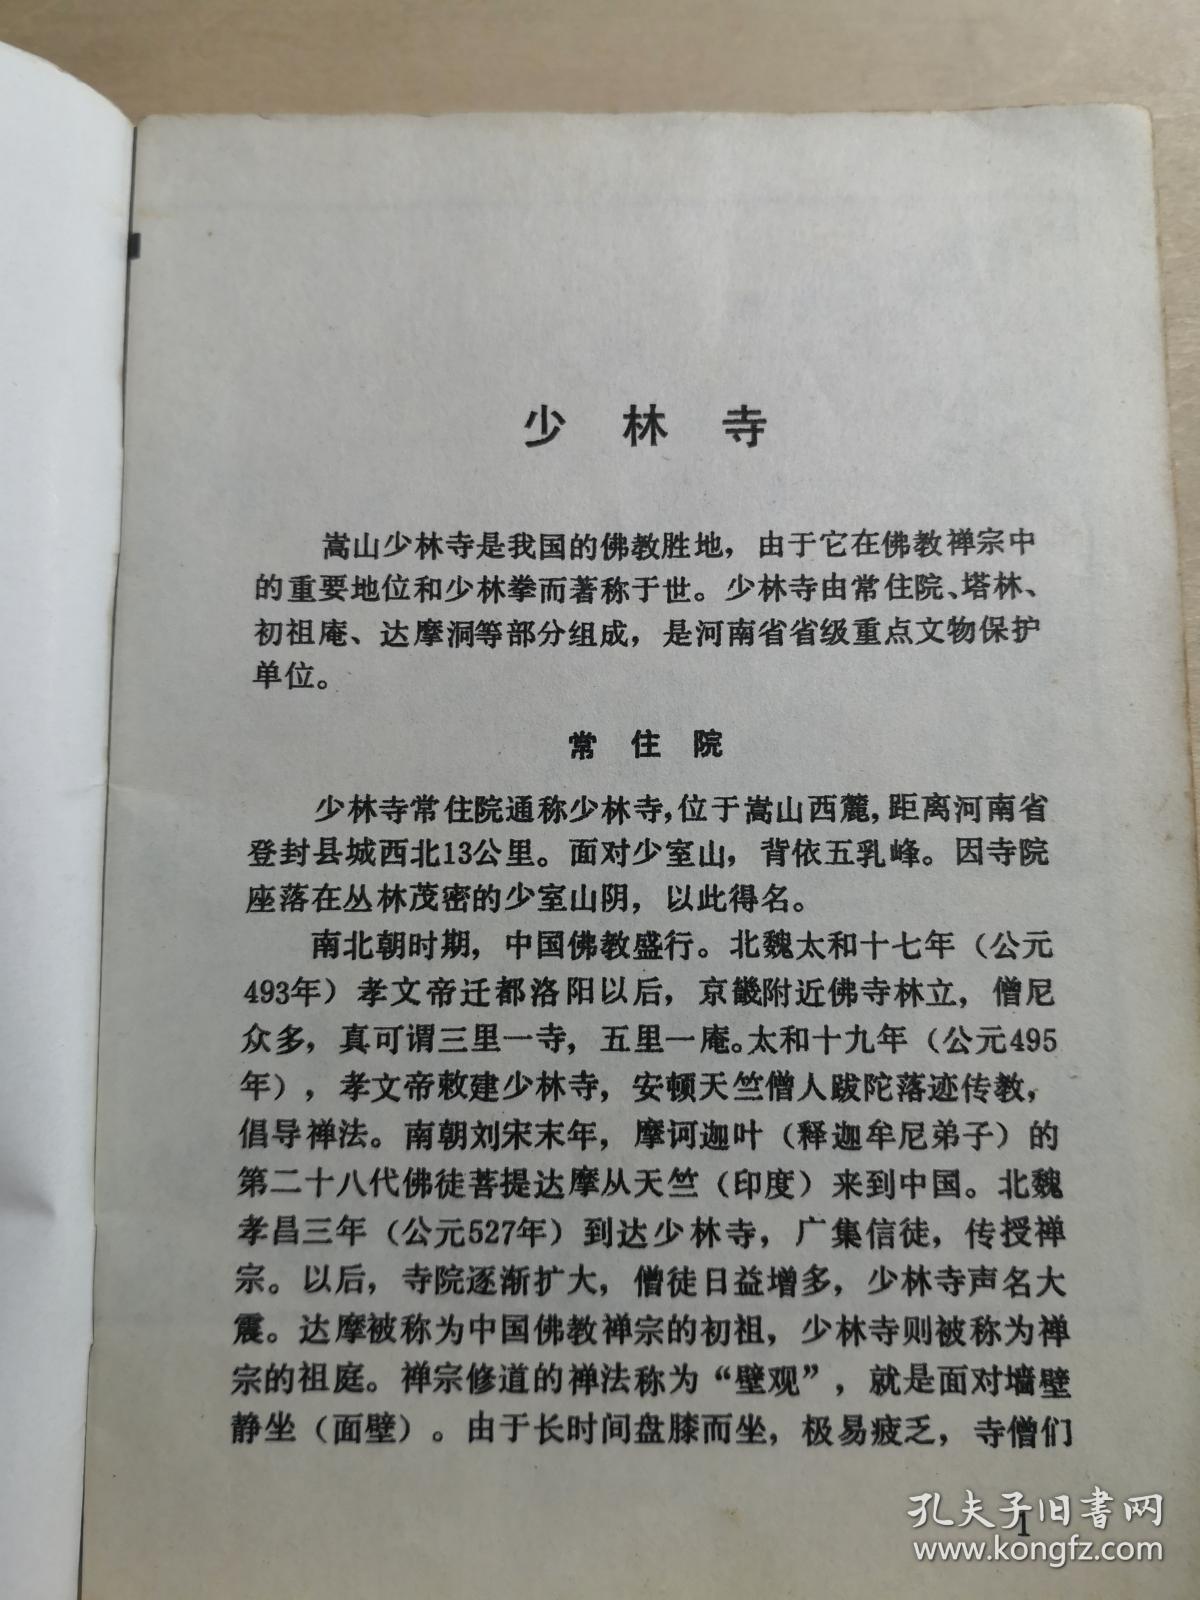 少林寺
嵩山少林寺是我国的佛教胜地，由于它在佛教禅宗中
的重要地位和少林拳而著称于世。少林寺由常住院、塔林、
初祖庵、达摩洞等部分组成，是河南省省级重点文物保护
单位。
常住院
少林寺常住院通称少林寺，位于嵩山西麓，距离河南省
登封县城西北13公里。面对少室山，背依五乳峰。因寺院
座落在丛林茂密的少室山阴，以此得名。
南北朝时期，中国佛教盛行。北魏太和十七年（公元
493年）孝文帝迁都洛阳以后，京畿附近佛寺林立，僧尼
众多，真可谓三里一寺，五里一庵。太和十九年（公元495
年），孝文帝敕建少林寺，安顿天竺僧人跋陀落迹传教，
倡导禅法。南朝刘宋末年，摩诃迦叶（释迦牟尼弟子）的
第二十八代佛徒菩提达摩从天竺（印度）来到中国。北魏
孝昌三年（公元527年）到达少林寺，广集信徒，传授禅
宗。以后，寺院逐渐扩大，僧徒日益增多，少林寺声名大
震。达摩被称为中国佛教禅宗的初祖，少林寺则被称为禅
宗的祖庭。禅宗修道的禅法称为“壁观”，就是面对墙壁
静坐（面壁）。由于长时间盘膝而坐，极易疲乏，寺僧们
1
孔夫子旧书网
www.kongfz.com